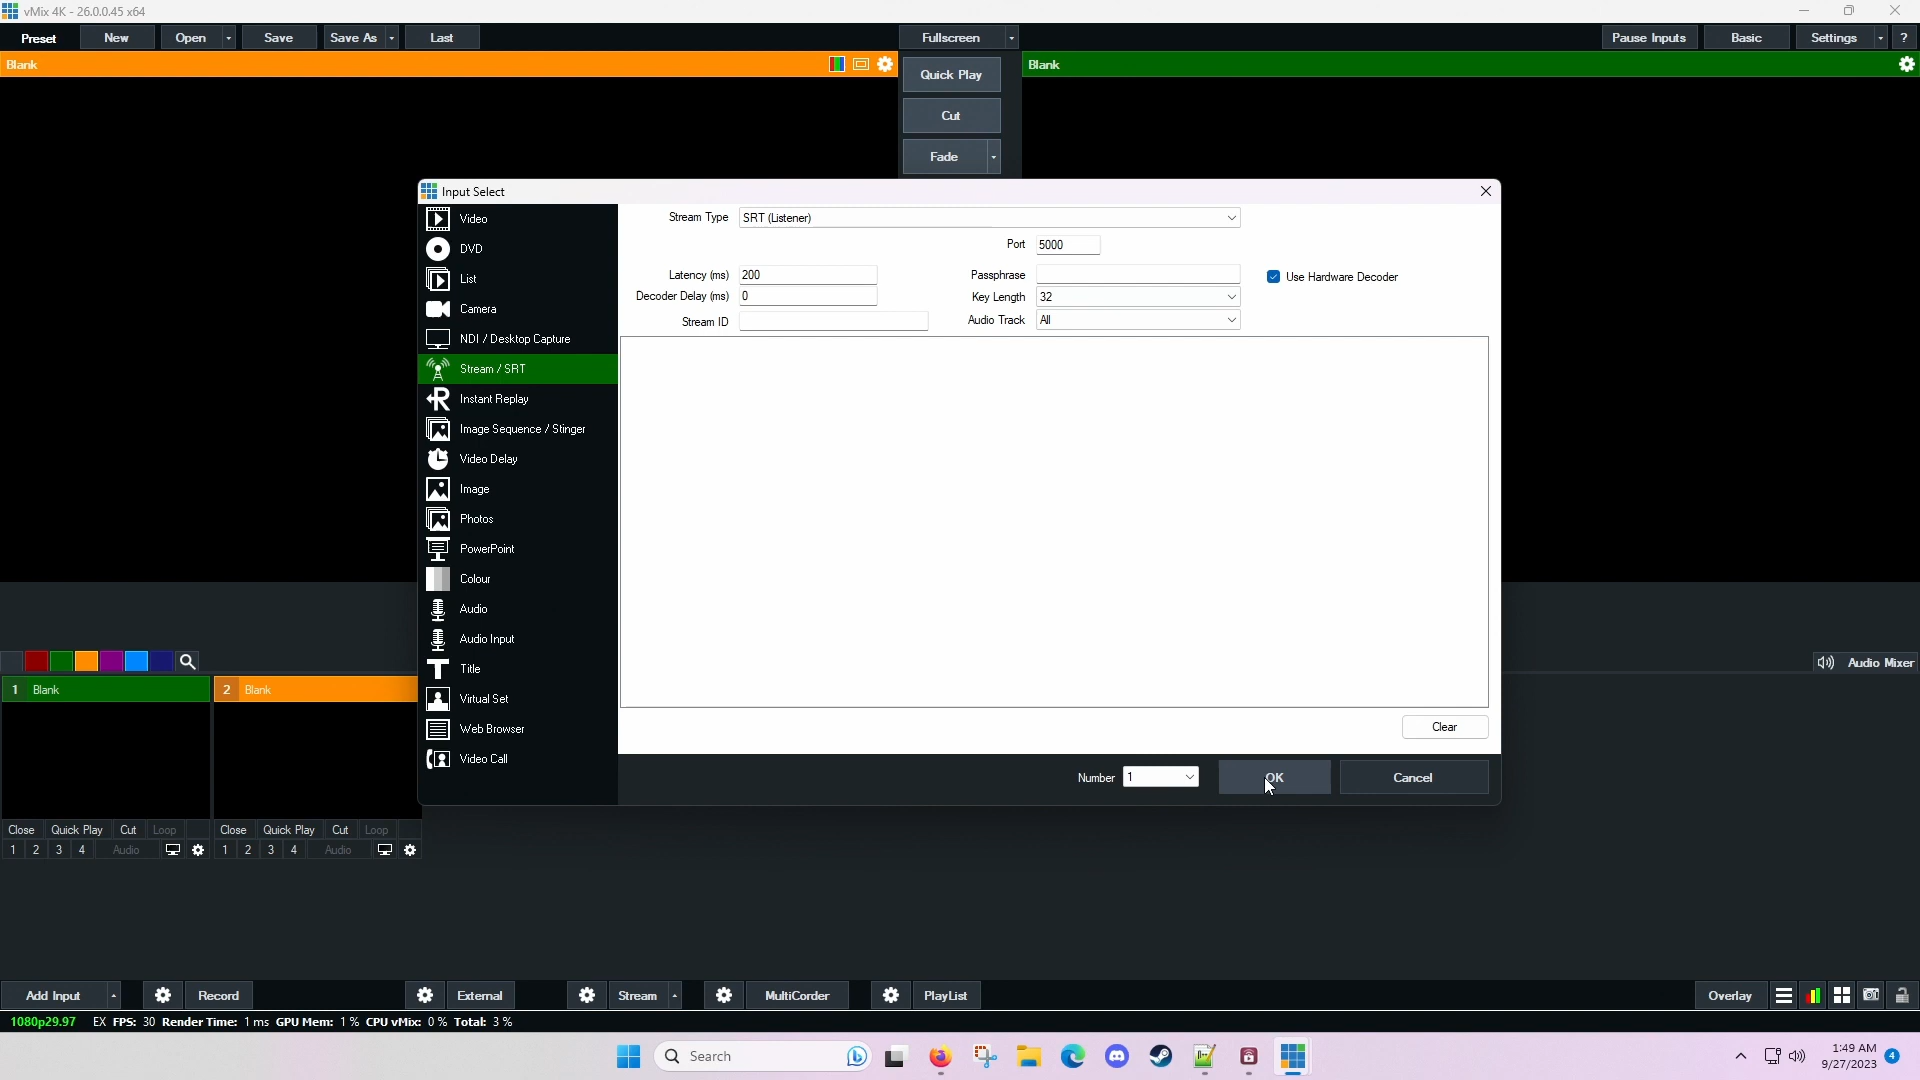 vMix 4K - 26.0.0.45 x64
Preset New Open Save Save As Last Fullscreen Pause Inputs Basic Settings ?
Blank
Quick Play
Blank
Cut
Fade
Input Select
Video
DVD
List
Camera
NDI / Desktop Capture
Stream / SRT
Instant Replay
Image Sequence / Stinger
Video Delay
Image
Photos
PowerPoint
Colour
Audio
Audio Input
Title
Virtual Set
Web Browser
Video Call
Stream Type SRT (Listener)
Port 5000
Latency (ms) 200 Passphrase Use Hardware Decoder
Decoder Delay (ms) 0 Key Length 32
Stream ID Audio Track All
Clear
Number 1 OK Cancel
Audio Mixer
1 Blank 2 Blank
Close Quick Play Cut Loop Close Quick Play Cut Loop
1 2 3 4 Audio 1 2 3 4 Audio
Add Input Record External Stream MultiCorder PlayList Overlay
1080p29.97 EX FPS: 30 Render Time: 1 ms GPU Mem: 1 % CPU vMix: 0 % Total: 3 %
Search
1:49 AM
9/27/2023
4